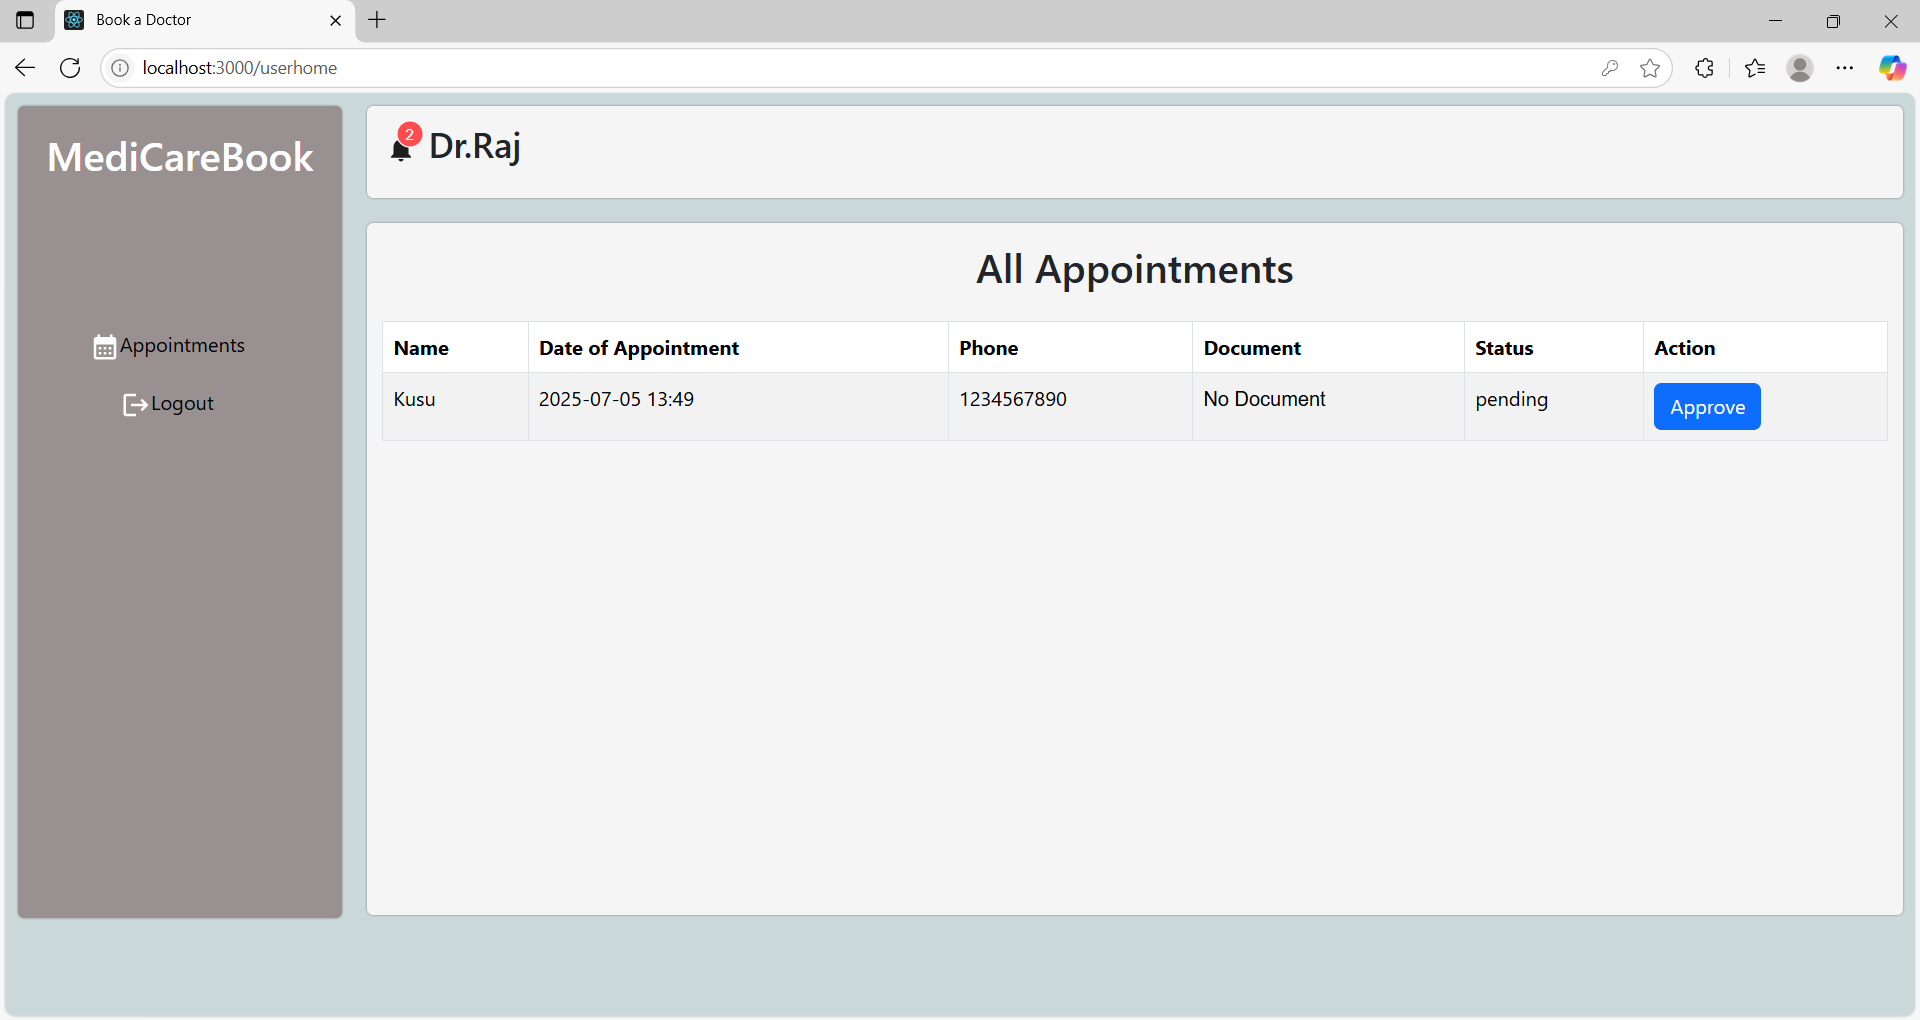 Book a Doctor
localhost:3000/userhome
MediCareBook
Appointments
Logout
2
Dr.Raj
All Appointments
Name Date of Appointment Phone Document Status Action
Kusu 2025-07-05 13:49 1234567890 No Document pending Approve